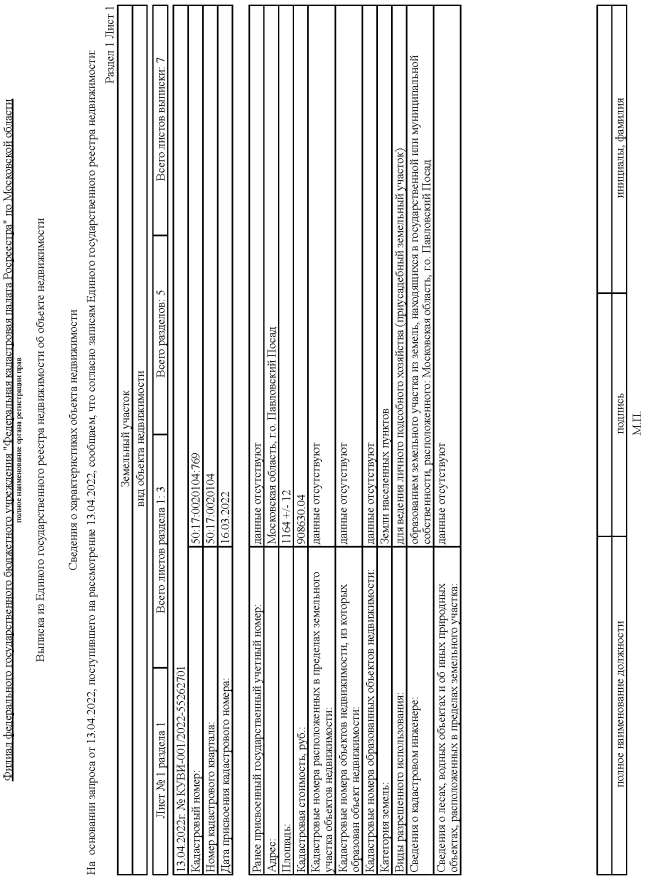 Филиал федерального государственного бюджетного учреждения "Федеральная кадастровая палата Росреестра" по Московской области
полное наименование органа регистрации прав
Выписка из Единого государственного реестра недвижимости об объекте недвижимости
Сведения о характеристиках объекта недвижимости
На основании запроса от 13.04.2022, поступившего на рассмотрение 13.04.2022, сообщаем, что согласно записям Единого государственного реестра недвижимости:
Раздел 1 Лист 1
Земельный участок
вид объекта недвижимости
Лист № 1 раздела 1 Всего листов раздела 1: 3 Всего разделов: 5 Всего листов выписки: 7
13.04.2022г. № КУВИ-001/2022-55262701
Кадастровый номер: 50:17:0020104:769
Номер кадастрового квартала: 50:17:0020104
Дата присвоения кадастрового номера: 16.03.2022
Ранее присвоенный государственный учетный номер: данные отсутствуют
Адрес: Московская область, г.о. Павловский Посад
Площадь: 1164 +/- 12
Кадастровая стоимость, руб.: 908630.04
Кадастровые номера расположенных в пределах земельного данные отсутствуют
участка объектов недвижимости:
Кадастровые номера объектов недвижимости, из которых данные отсутствуют
образован объект недвижимости:
Кадастровые номера образованных объектов недвижимости: данные отсутствуют
Категория земель: Земли населенных пунктов
Виды разрешенного использования: для ведения личного подсобного хозяйства (приусадебный земельный участок)
Сведения о кадастровом инженере: образованием земельного участка из земель, находящихся в государственной или муниципальной
собственности, расположенного: Московская область, г.о. Павловский Посад
Сведения о лесах, водных объектах и об иных природных данные отсутствуют
объектах, расположенных в пределах земельного участка:
полное наименование должности подпись инициалы, фамилия
М.П.